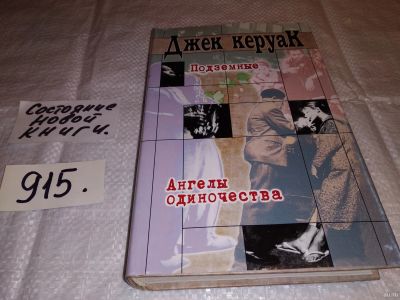 Джек керуаК
Подземные
Состояние
новой
книги.
915.
Ангелы
одиночества